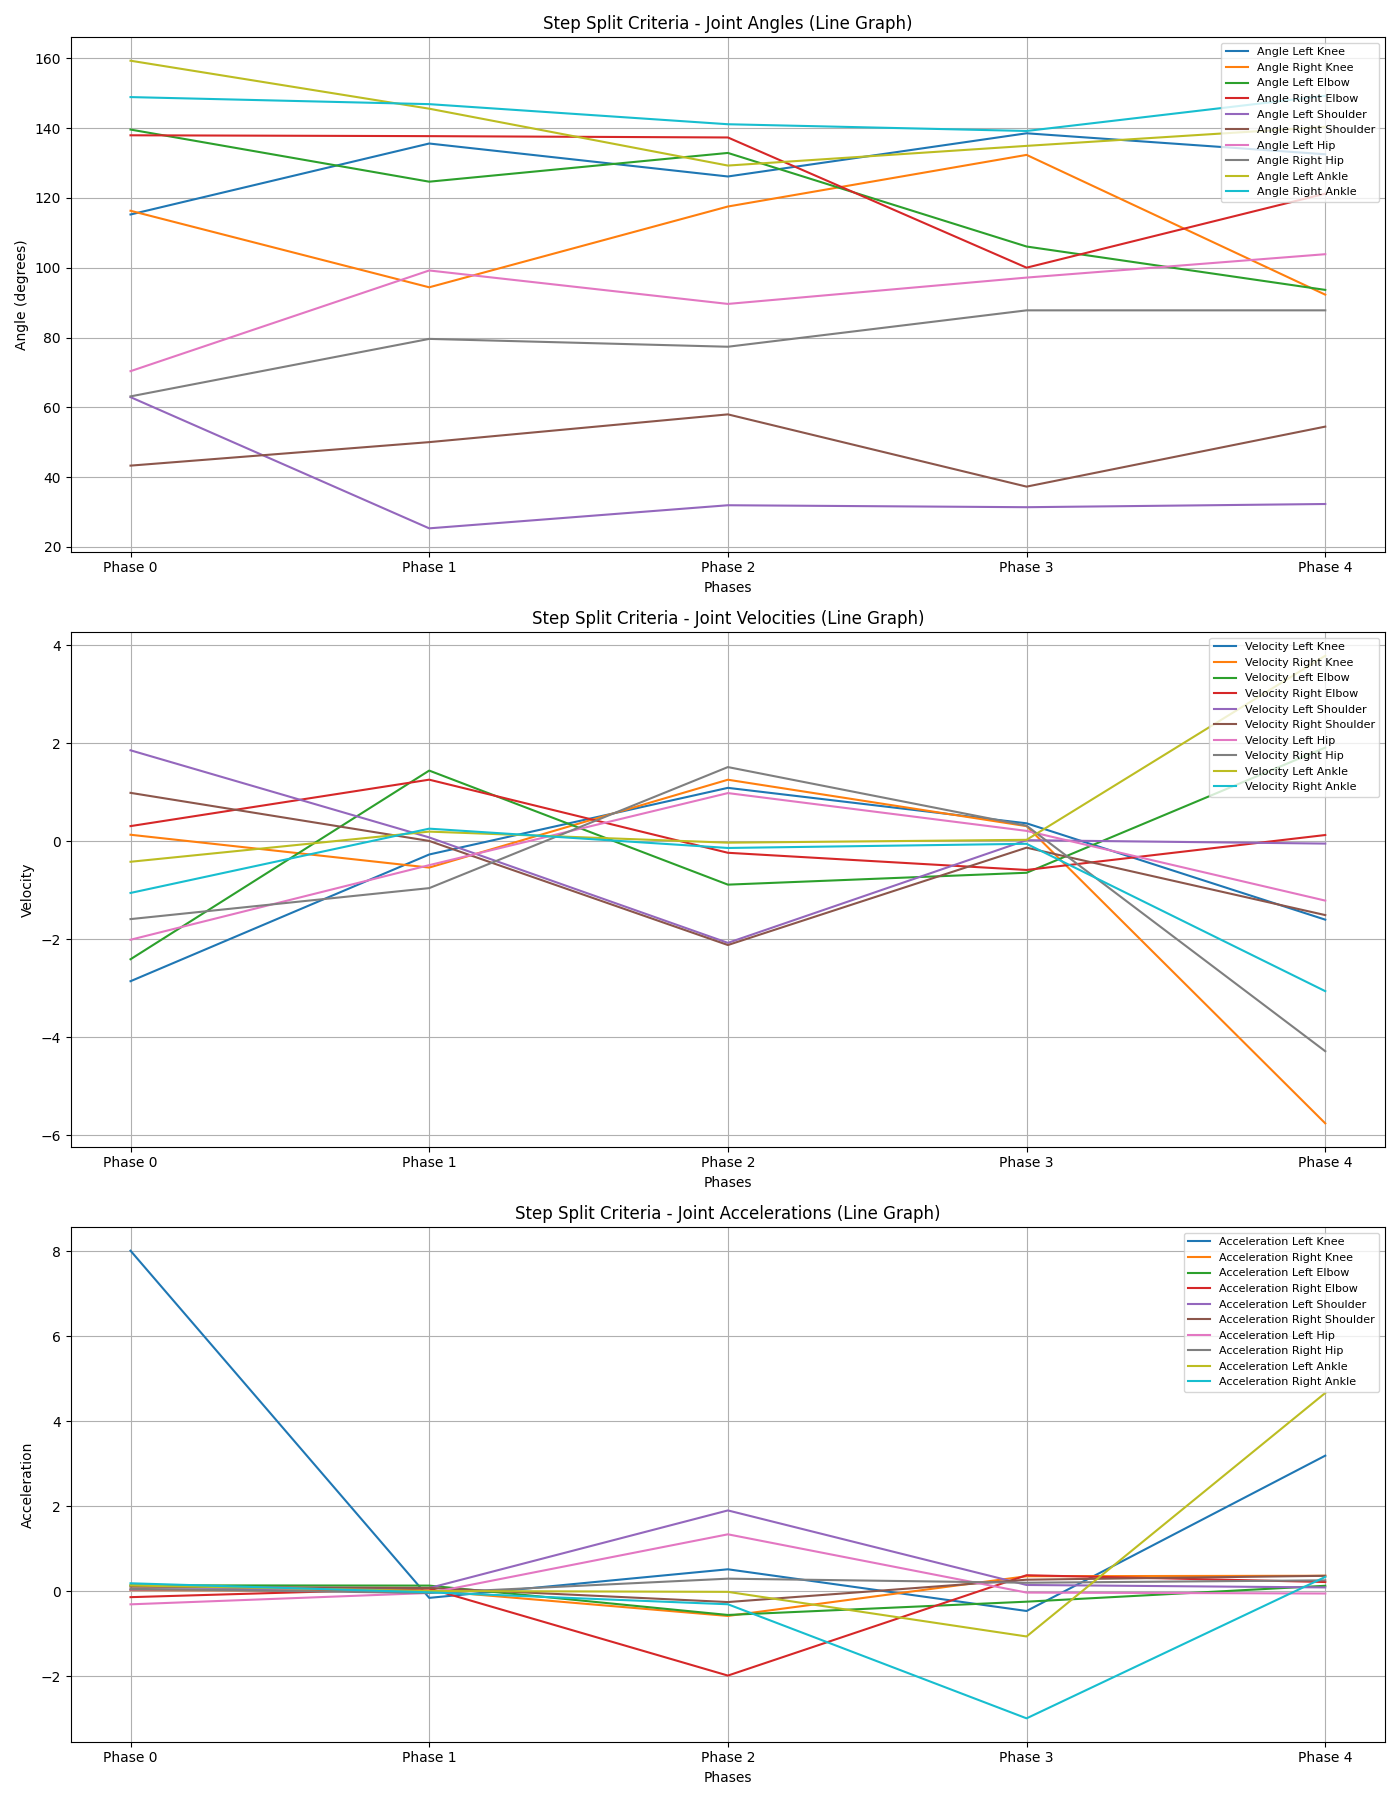 Step Split Criteria - Joint Angles (Line Graph)
Angle (degrees)
160
140
120
100
80
60
40
20
Angle Left Knee
Angle Right Knee
Angle Left Elbow
Angle Right Elbow
Angle Left Shoulder
Angle Right Shoulder
Angle Left Hip
Angle Right Hip
Angle Left Ankle
Angle Right Ankle
Phase 0 Phase 1 Phase 2 Phase 3 Phase 4
Phases
Step Split Criteria - Joint Velocities (Line Graph)
Velocity
4
2
0
−2
−4
−6
Velocity Left Knee
Velocity Right Knee
Velocity Left Elbow
Velocity Right Elbow
Velocity Left Shoulder
Velocity Right Shoulder
Velocity Left Hip
Velocity Right Hip
Velocity Left Ankle
Velocity Right Ankle
Phase 0 Phase 1 Phase 2 Phase 3 Phase 4
Phases
Step Split Criteria - Joint Accelerations (Line Graph)
Acceleration
8
6
4
2
0
−2
Acceleration Left Knee
Acceleration Right Knee
Acceleration Left Elbow
Acceleration Right Elbow
Acceleration Left Shoulder
Acceleration Right Shoulder
Acceleration Left Hip
Acceleration Right Hip
Acceleration Left Ankle
Acceleration Right Ankle
Phase 0 Phase 1 Phase 2 Phase 3 Phase 4
Phases